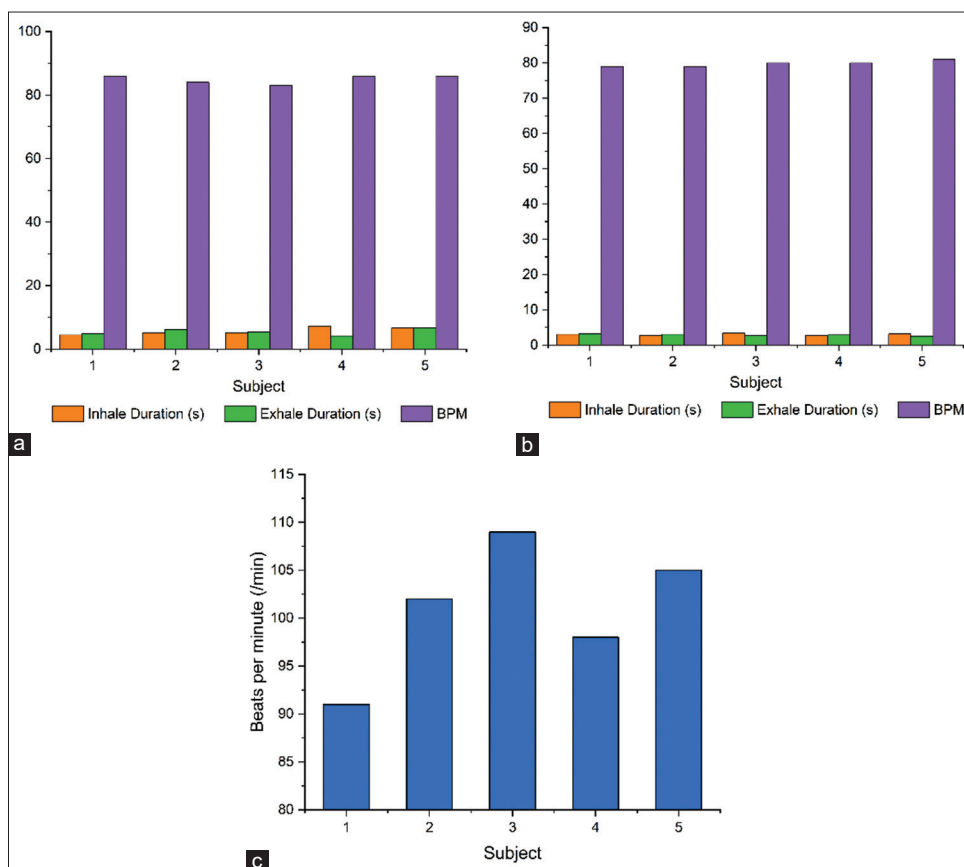 100
80
60
40
20
0
1 2 3 4 5
Subject
Inhale Duration (s) Exhale Duration (s) BPM
a
90
80
70
60
50
40
30
20
10
0
1 2 3 4 5
Subject
Inhale Duration (s) Exhale Duration (s) BPM
b
115
110
105
100
95
90
85
80
Beats per minute (/min)
1 2 3 4 5
Subject
c